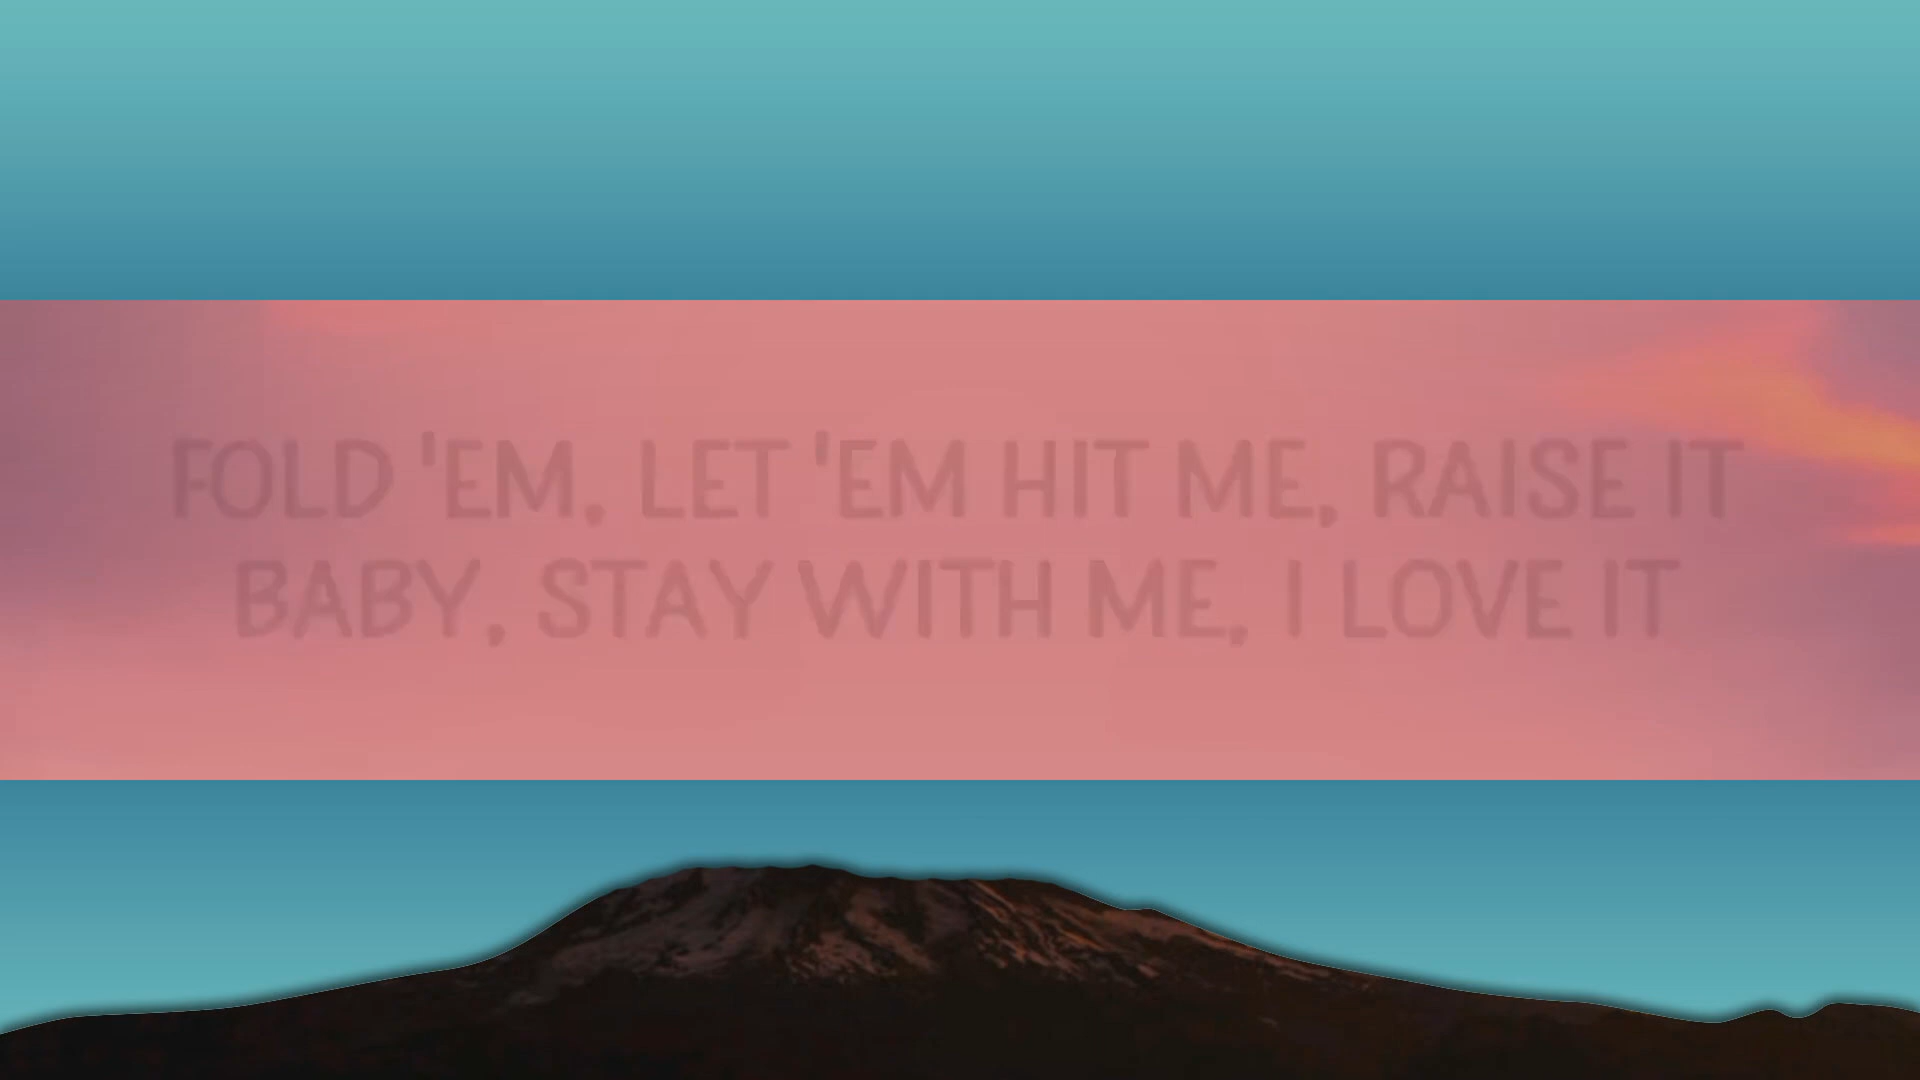 FOLD 'EM, LET 'EM HIT ME, RAISE IT
BABY, STAY WITH ME, I LOVE IT